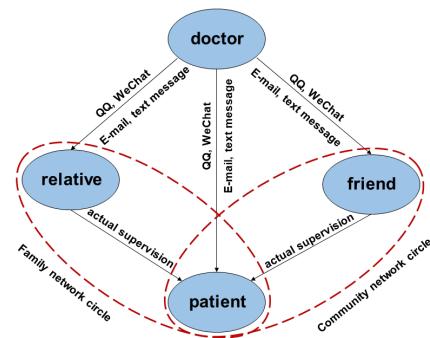 doctor
QQ, WeChat
E-mail, text message
QQ, WeChat
E-mail, text message
QQ, WeChat
E-mail, text message
relative
friend
actual supervision
actual supervision
patient
Family network circle
Community network circle